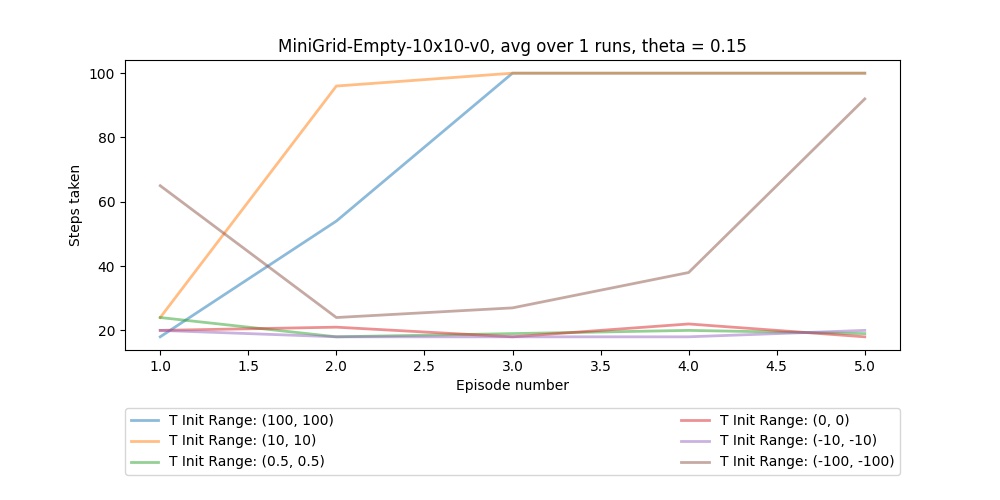 MiniGrid-Empty-10x10-v0, avg over 1 runs, theta = 0.15
100
80
60
40
20
Steps taken
1.0 1.5 2.0 2.5 3.0 3.5 4.0 4.5 5.0
Episode number
T Init Range: (100, 100)
T Init Range: (10, 10)
T Init Range: (0.5, 0.5)
T Init Range: (0, 0)
T Init Range: (-10, -10)
T Init Range: (-100, -100)